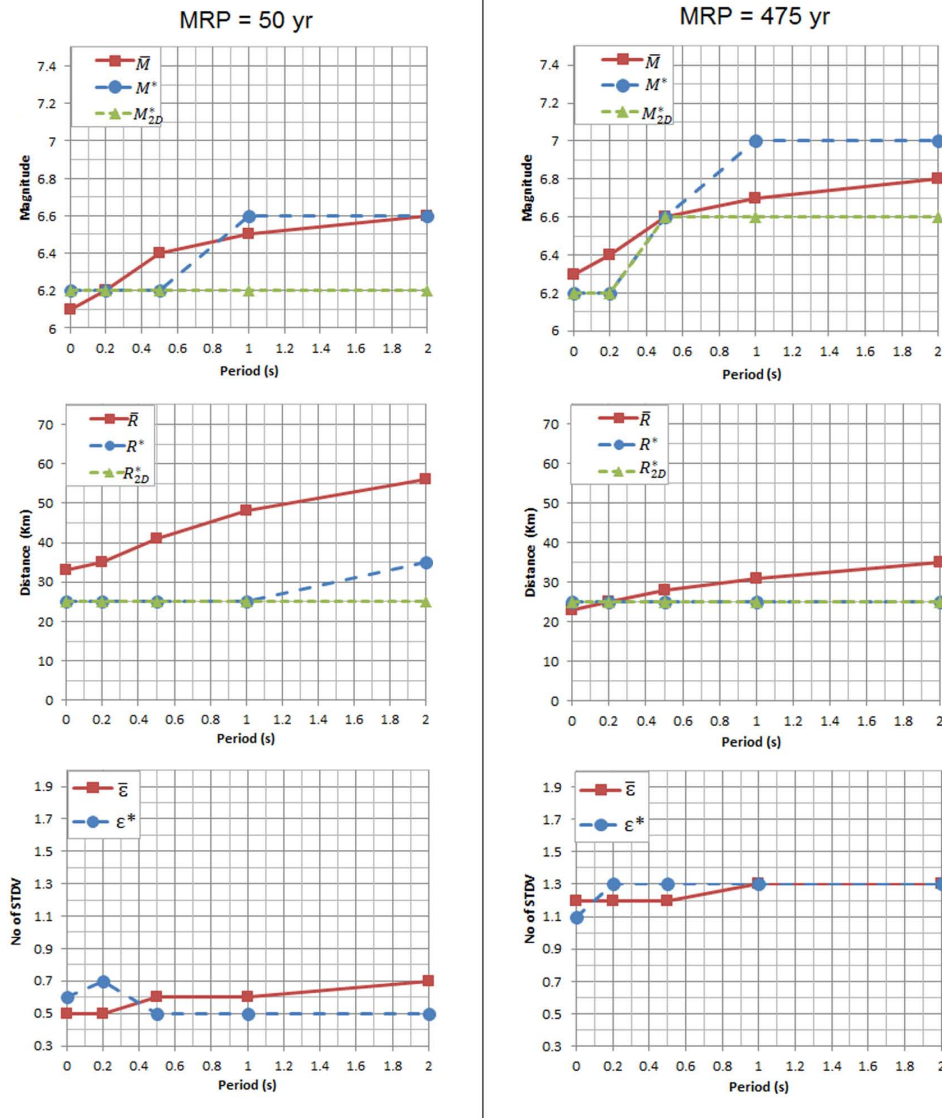 MRP = 50 yr
7.4
7.2
7
6.8
6.6
6.4
6.2
6
Magnitude
M̅
M*
M*2D
0 0.2 0.4 0.6 0.8 1 1.2 1.4 1.6 1.8 2
Period (s)
70
60
50
40
30
20
10
0
Distance (Km)
R̅
R*
R*2D
0 0.2 0.4 0.6 0.8 1 1.2 1.4 1.6 1.8 2
Period (s)
1.9
1.7
1.5
1.3
1.1
0.9
0.7
0.5
0.3
No of STDV
ε̅
ε*
0 0.2 0.4 0.6 0.8 1 1.2 1.4 1.6 1.8 2
Period (s)
MRP = 475 yr
7.4
7.2
7
6.8
6.6
6.4
6.2
6
Magnitude
M̅
M*
M*2D
0 0.2 0.4 0.6 0.8 1 1.2 1.4 1.6 1.8 2
Period (s)
70
60
50
40
30
20
10
0
Distance (Km)
R̅
R*
R*2D
0 0.2 0.4 0.6 0.8 1 1.2 1.4 1.6 1.8 2
Period (s)
1.9
1.7
1.5
1.3
1.1
0.9
0.7
0.5
0.3
No of STDV
ε̅
ε*
0 0.2 0.4 0.6 0.8 1 1.2 1.4 1.6 1.8 2
Period (s)